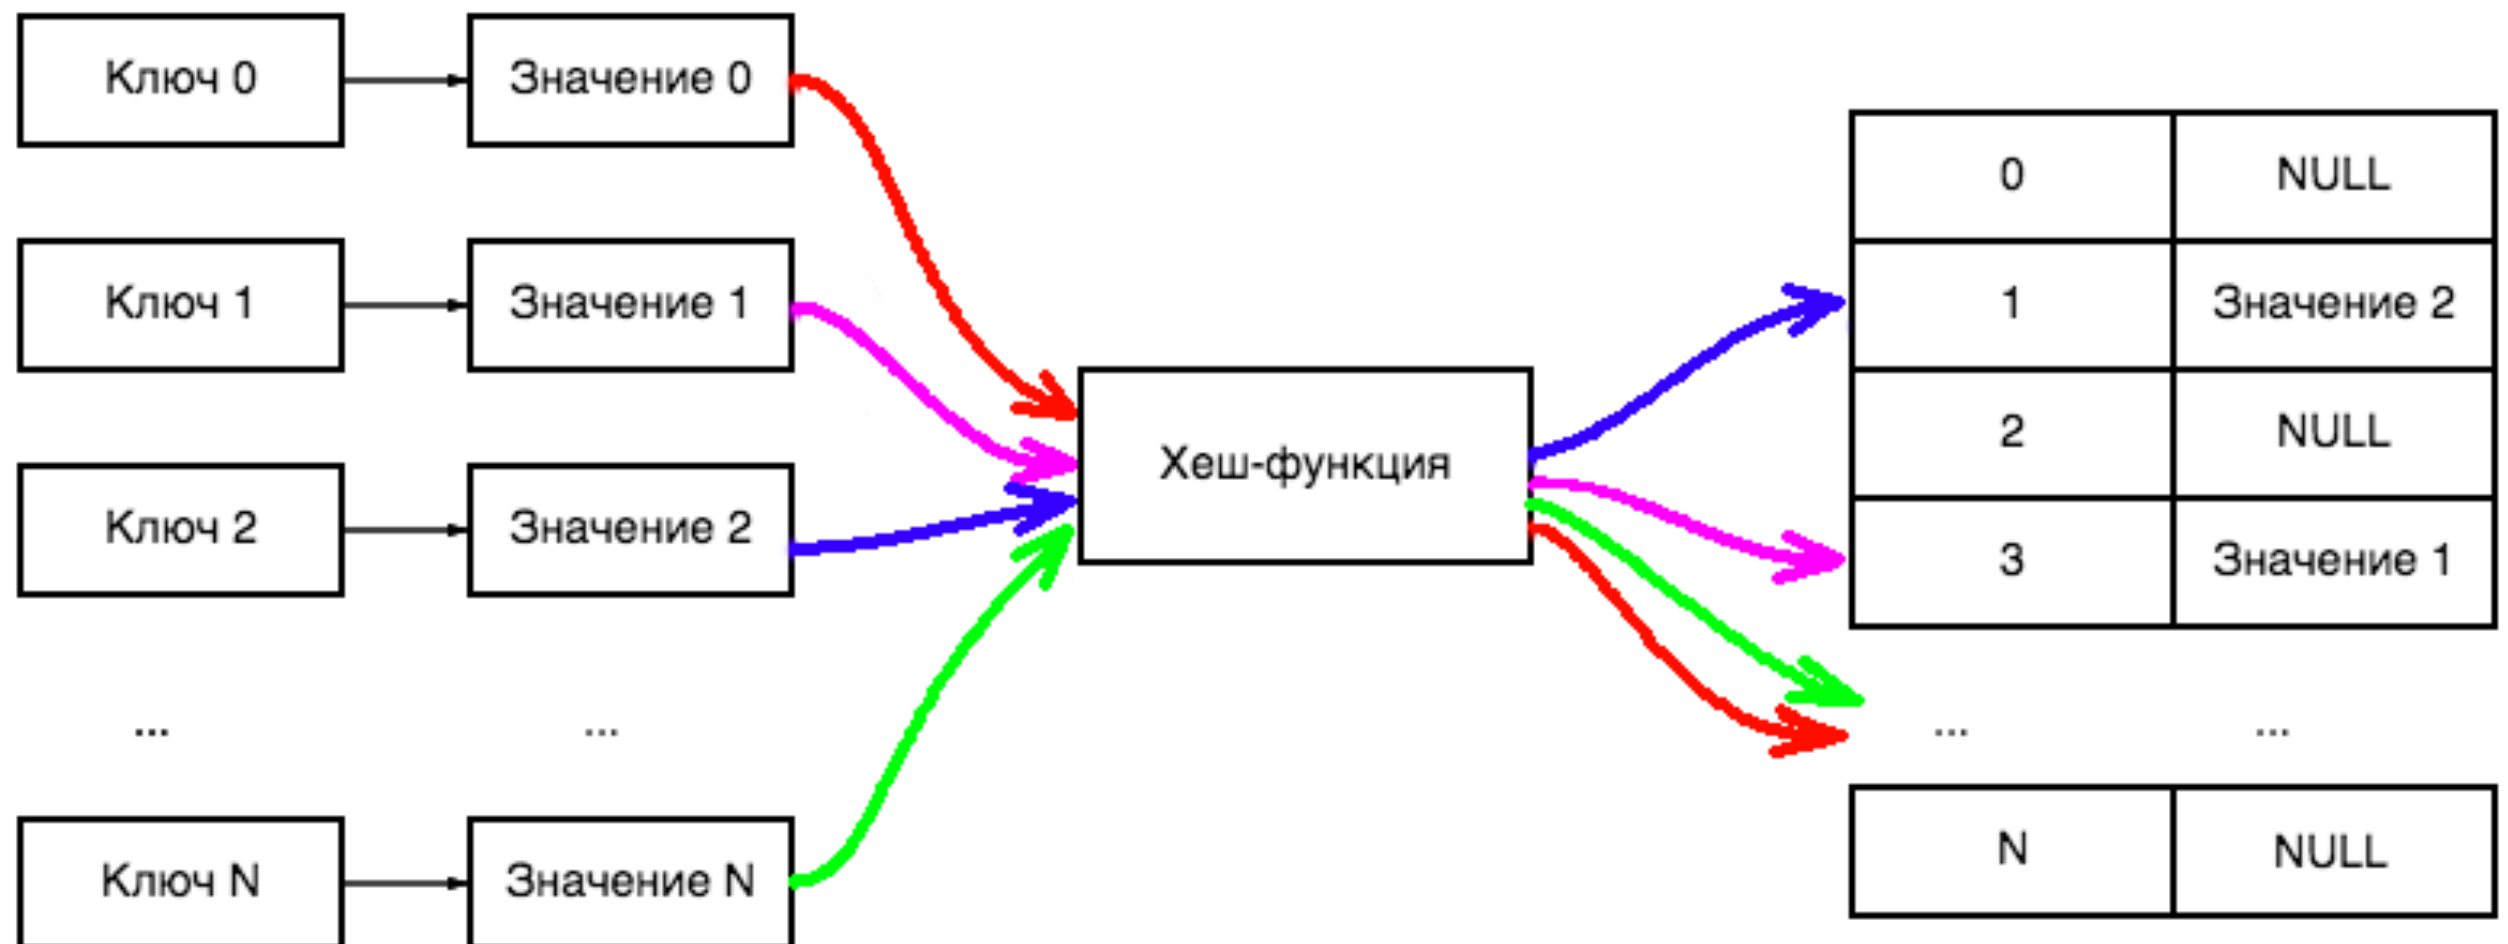 Ключ 0
Значение 0
Ключ 1
Значение 1
Ключ 2
Значение 2
...
...
Ключ N
Значение N
Хеш-функция
0
NULL
1
Значение 2
2
NULL
3
Значение 1
...
...
N
NULL